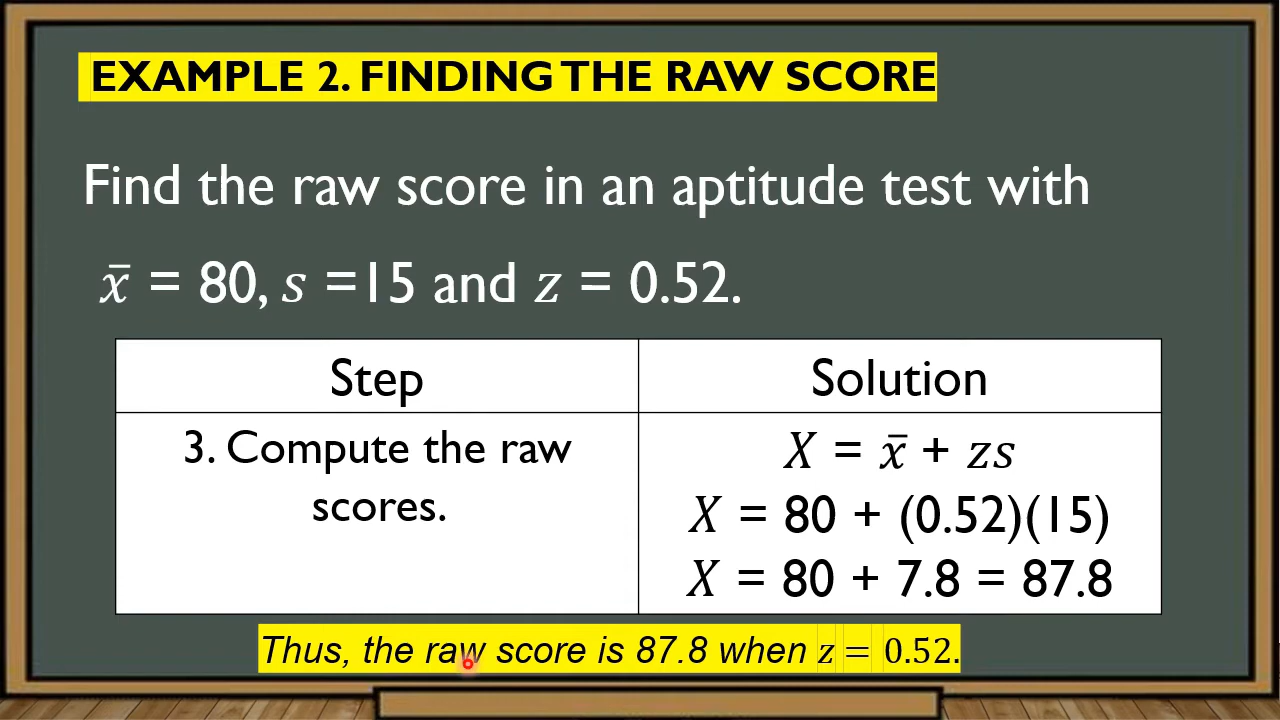 EXAMPLE 2. FINDING THE RAW SCORE
Find the raw score in an aptitude test with
x̄ = 80, s =15 and z = 0.52.
Step
Solution
3. Compute the raw
scores.
X = x̄ + zs
X = 80 + (0.52)(15)
X = 80 + 7.8 = 87.8
Thus, the raw score is 87.8 when z = 0.52.